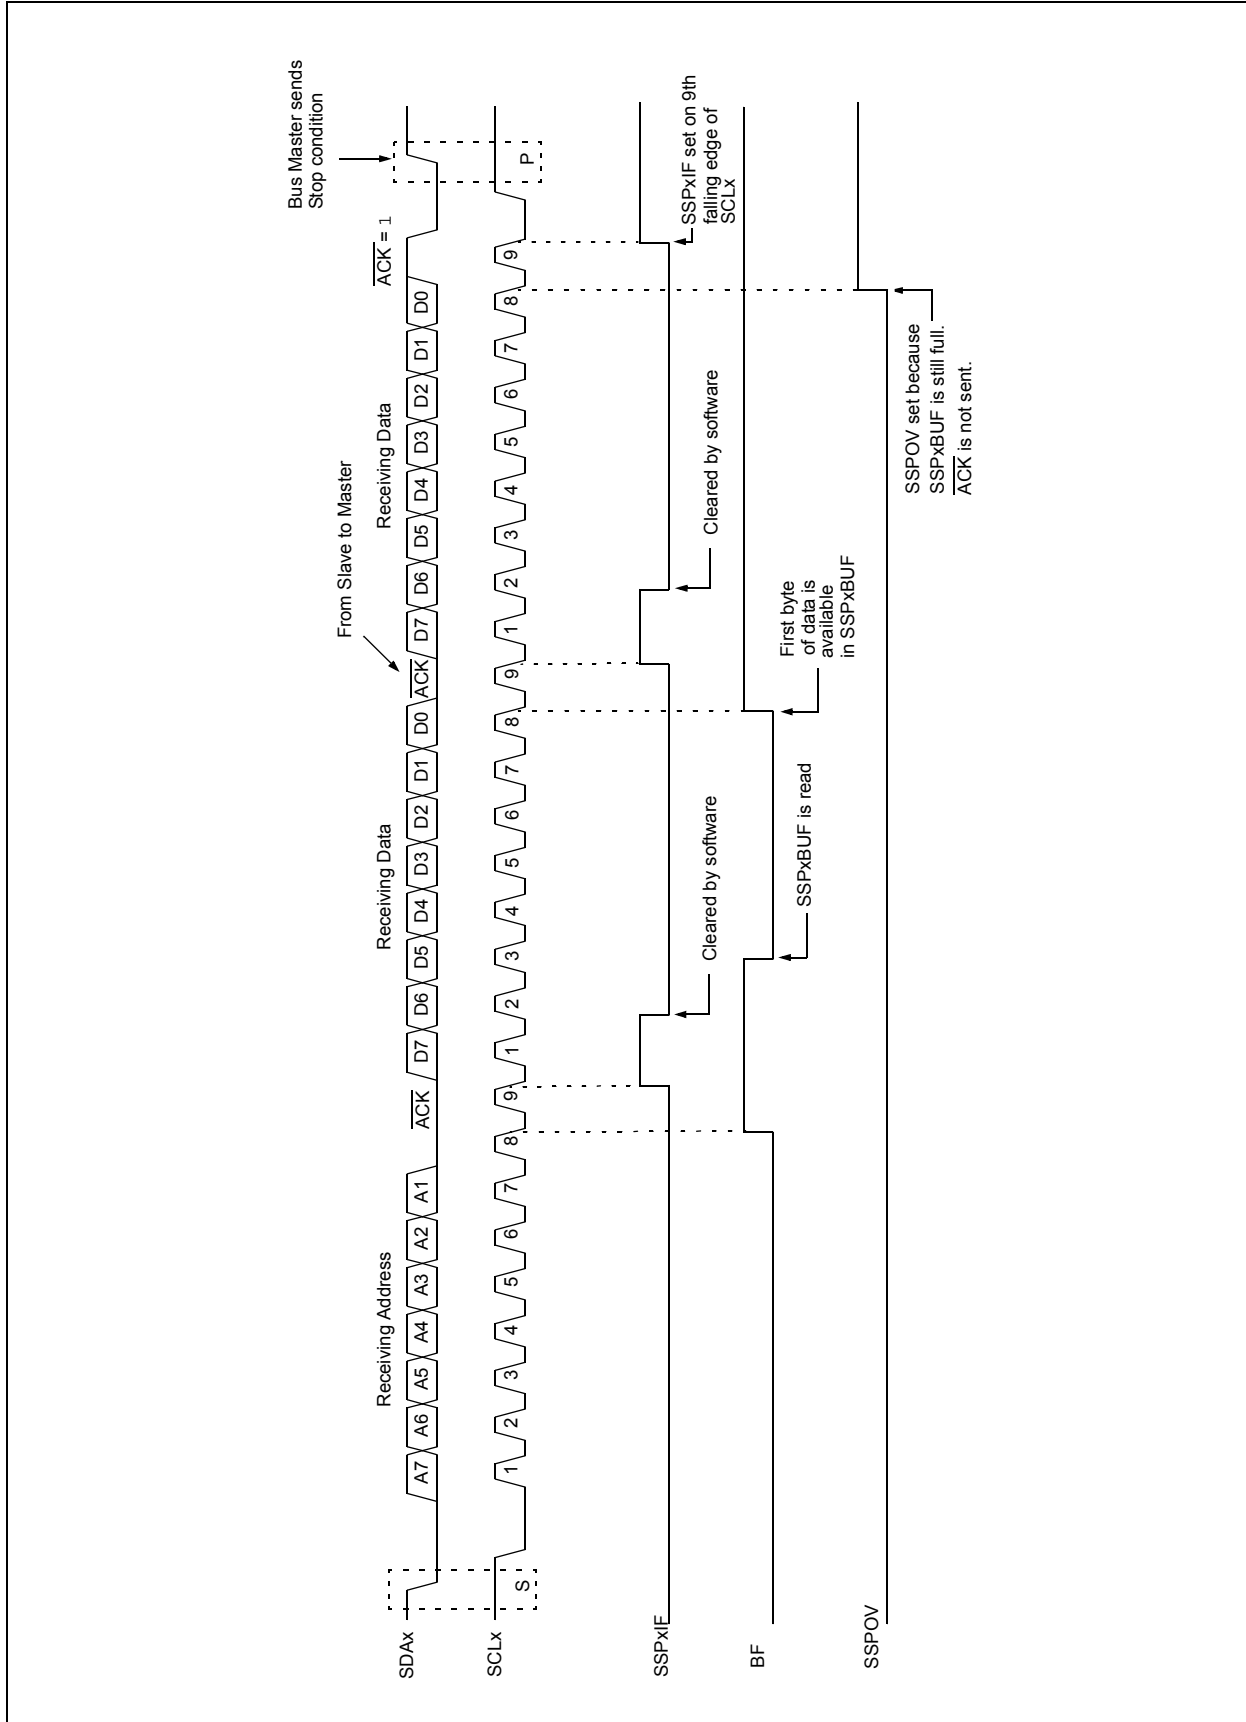 Bus Master sends
Stop condition
From Slave to Master
Receiving Address
Receiving Data
Receiving Data
ACK = 1
SDAx A7 A6 A5 A4 A3 A2 A1 ACK D7 D6 D5 D4 D3 D2 D1 D0 ACK D7 D6 D5 D4 D3 D2 D1 D0
SCLx 1 2 3 4 5 6 7 8 9 1 2 3 4 5 6 7 8 9 1 2 3 4 5 6 7 8 9
S
P
SSPxIF
Cleared by software
Cleared by software
SSPxIF set on 9th
falling edge of
SCLx
BF
SSPxBUF is read
First byte
of data is
available
in SSPxBUF
SSPOV
SSPOV set because
SSPxBUF is still full.
ACK is not sent.